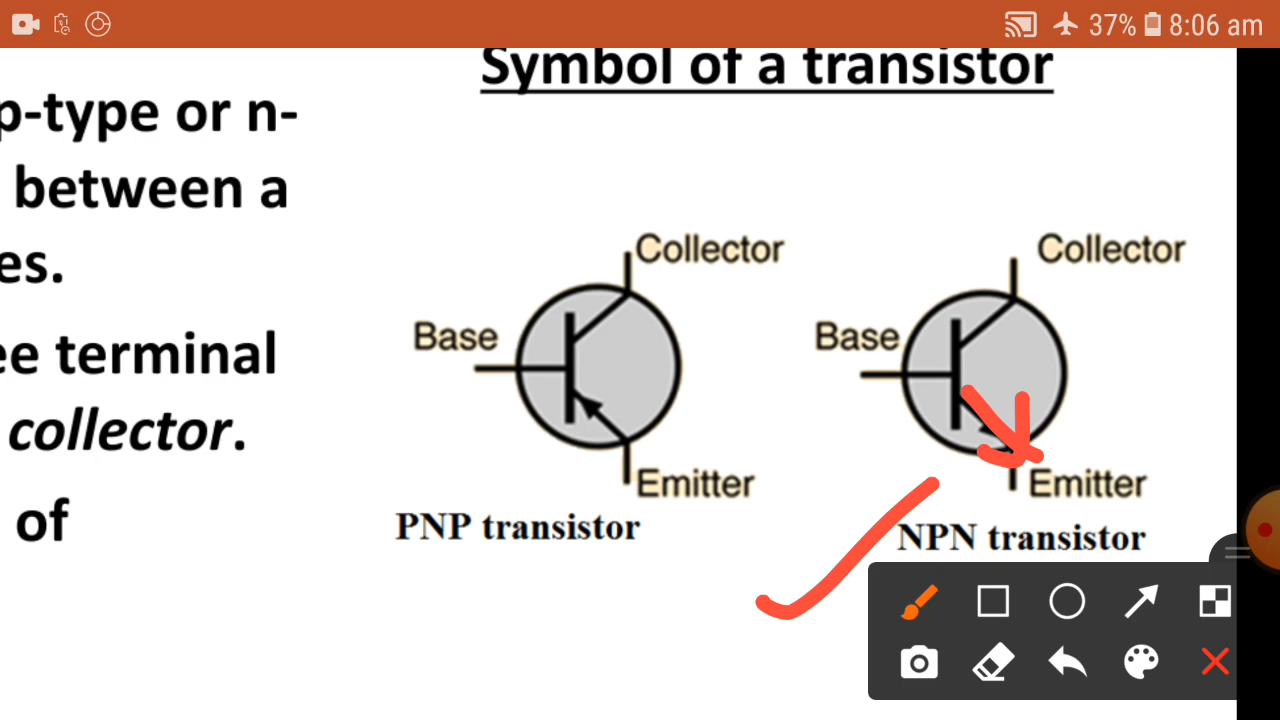 37% 8:06 am
Symbol of a transistor
p-type or n-
between a
es.
ee terminal
collector.
of
Collector
Base
Emitter
PNP transistor
Collector
Base
Emitter
NPN transistor